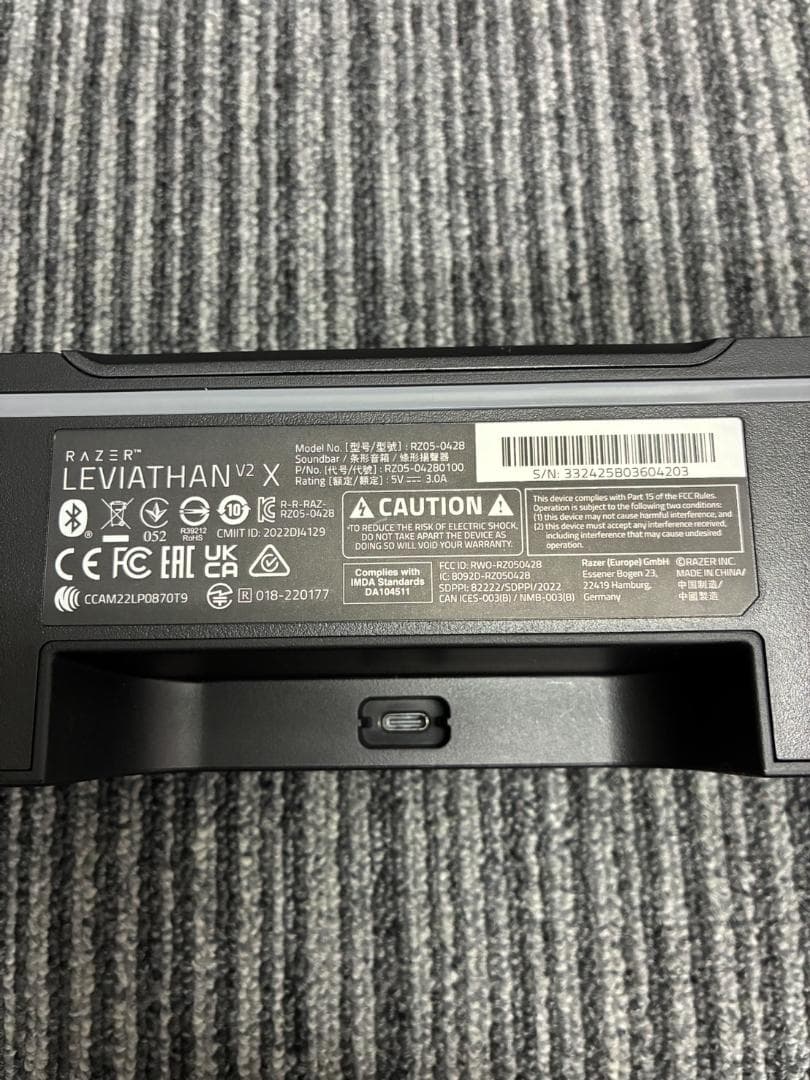 RAZER™
LEVIATHAN V2 X
Model No. [型号/型號] : RZ05-0428
Soundbar / 条形音箱 / 條形揚聲器
P/No. [代号/代號] : RZ05-04280100
Rating [额定/額定] : 5V ⎓ 3.0A
S/N: 332425B03604203
052
R39212
RoHS
10
R-R-RAZ-
RZ05-0428
CMIIT ID: 2022DJ4129
CE FC EAC UK
CA
CCAM22LP0870T9
R 018-220177
CAUTION
•TO REDUCE THE RISK OF ELECTRIC SHOCK,
DO NOT TAKE APART THE DEVICE AS
DOING SO WILL VOID YOUR WARRANTY.
This device complies with Part 15 of the FCC Rules.
Operation is subject to the following two conditions:
(1) this device may not cause harmful interference, and
(2) this device must accept any interference received,
including interference that may cause undesired
operation.
Complies with
IMDA Standards
DA104511
FCC ID: RWO-RZ050428
IC: 8092D-RZ050428
SDPPI: 82222/SDPPI/2022
CAN ICES-003(B) / NMB-003(B)
Razer (Europe) GmbH
Essener Bogen 23,
22419 Hamburg,
Germany
©RAZER INC.
MADE IN CHINA/
中国制造/
中國製造